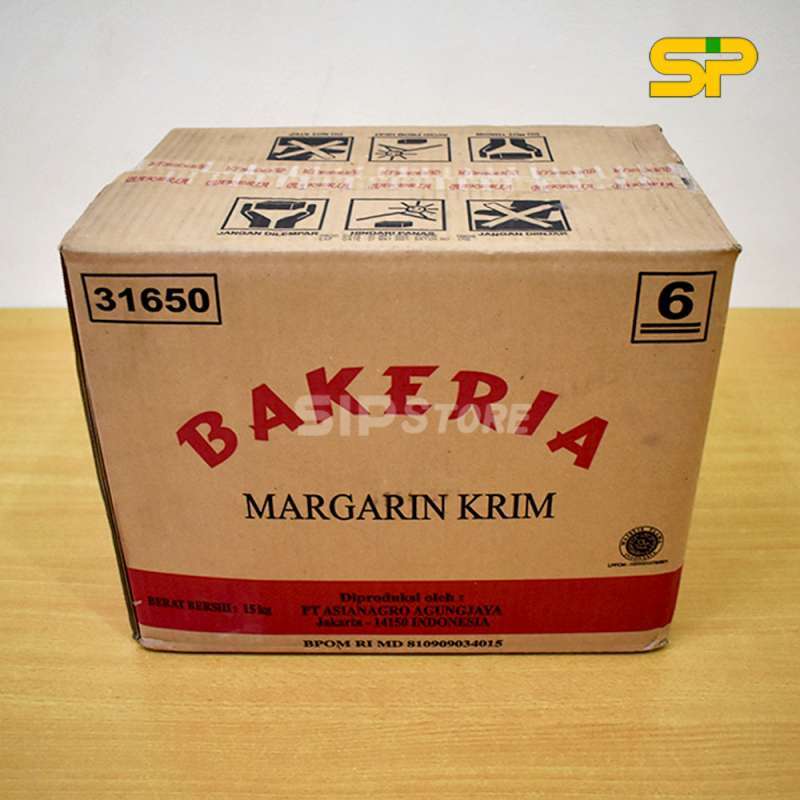 SIP
JANGAN DILEMPAR
HINDARI PANAS
JANGAN DIINJAK
31650
6
BAKERIA
SIP STORE
MARGARIN KRIM
BERAT BERSIH : 15 kg
Diproduksi oleh :
PT ASIANAGRO AGUNGJAYA
Jakarta - 14150 INDONESIA
BPOM RI MD 810909034015